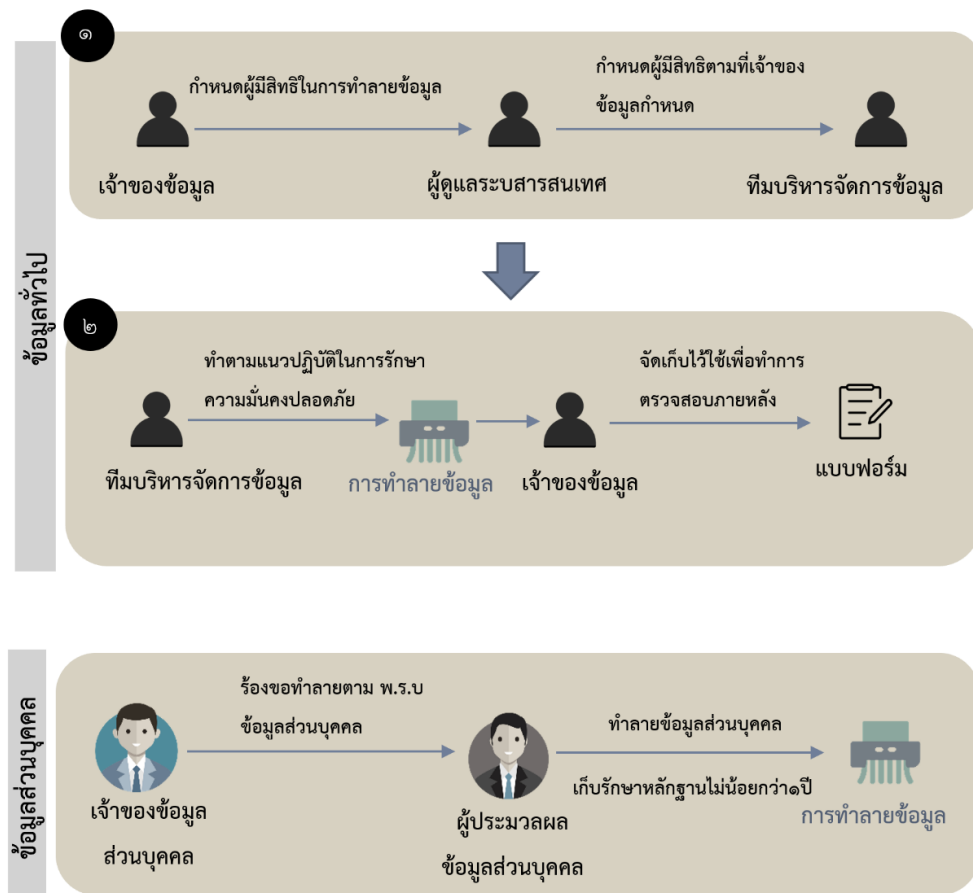 ๑
กำหนดผู้มีสิทธิในการทำลายข้อมูล
กำหนดผู้มีสิทธิตามที่เจ้าของ
ข้อมูลกำหนด
เจ้าของข้อมูล
ผู้ดูแลระบสารสนเทศ
ทีมบริหารจัดการข้อมูล
ข้อมูลทั่วไป
๒
ทำตามแนวปฏิบัติในการรักษา
ความมั่นคงปลอดภัย
จัดเก็บไว้ใช้เพื่อทำการ
ตรวจสอบภายหลัง
ทีมบริหารจัดการข้อมูล
การทำลายข้อมูล
เจ้าของข้อมูล
แบบฟอร์ม
ข้อมูลส่วนบุคคล
ร้องขอทำลายตาม พ.ร.บ
ข้อมูลส่วนบุคคล
ทำลายข้อมูลส่วนบุคคล
เก็บรักษาหลักฐานไม่น้อยกว่า๑ปี
เจ้าของข้อมูล
ส่วนบุคคล
ผู้ประมวลผล
ข้อมูลส่วนบุคคล
การทำลายข้อมูล